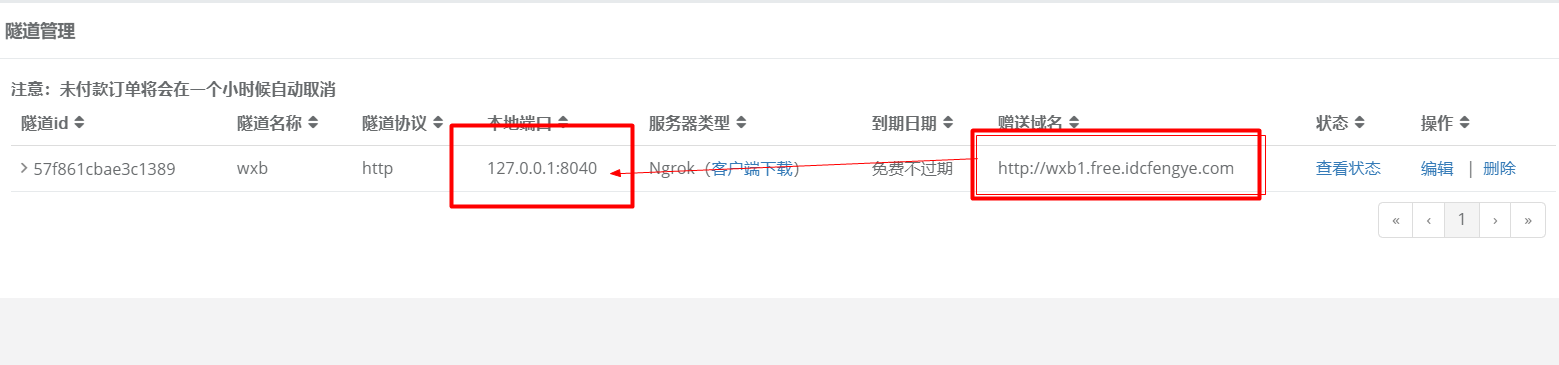 隧道管理
注意：未付款订单将会在一个小时候自动取消
隧道id 隧道名称 隧道协议 本地端口 服务器类型 到期日期 赠送域名 状态 操作
57f861cbae3c1389 wxb http 127.0.0.1:8040 Ngrok（客户端下载） 免费不过期 http://wxb1.free.idcfengye.com 查看状态 编辑 | 删除
« ‹ 1 › »